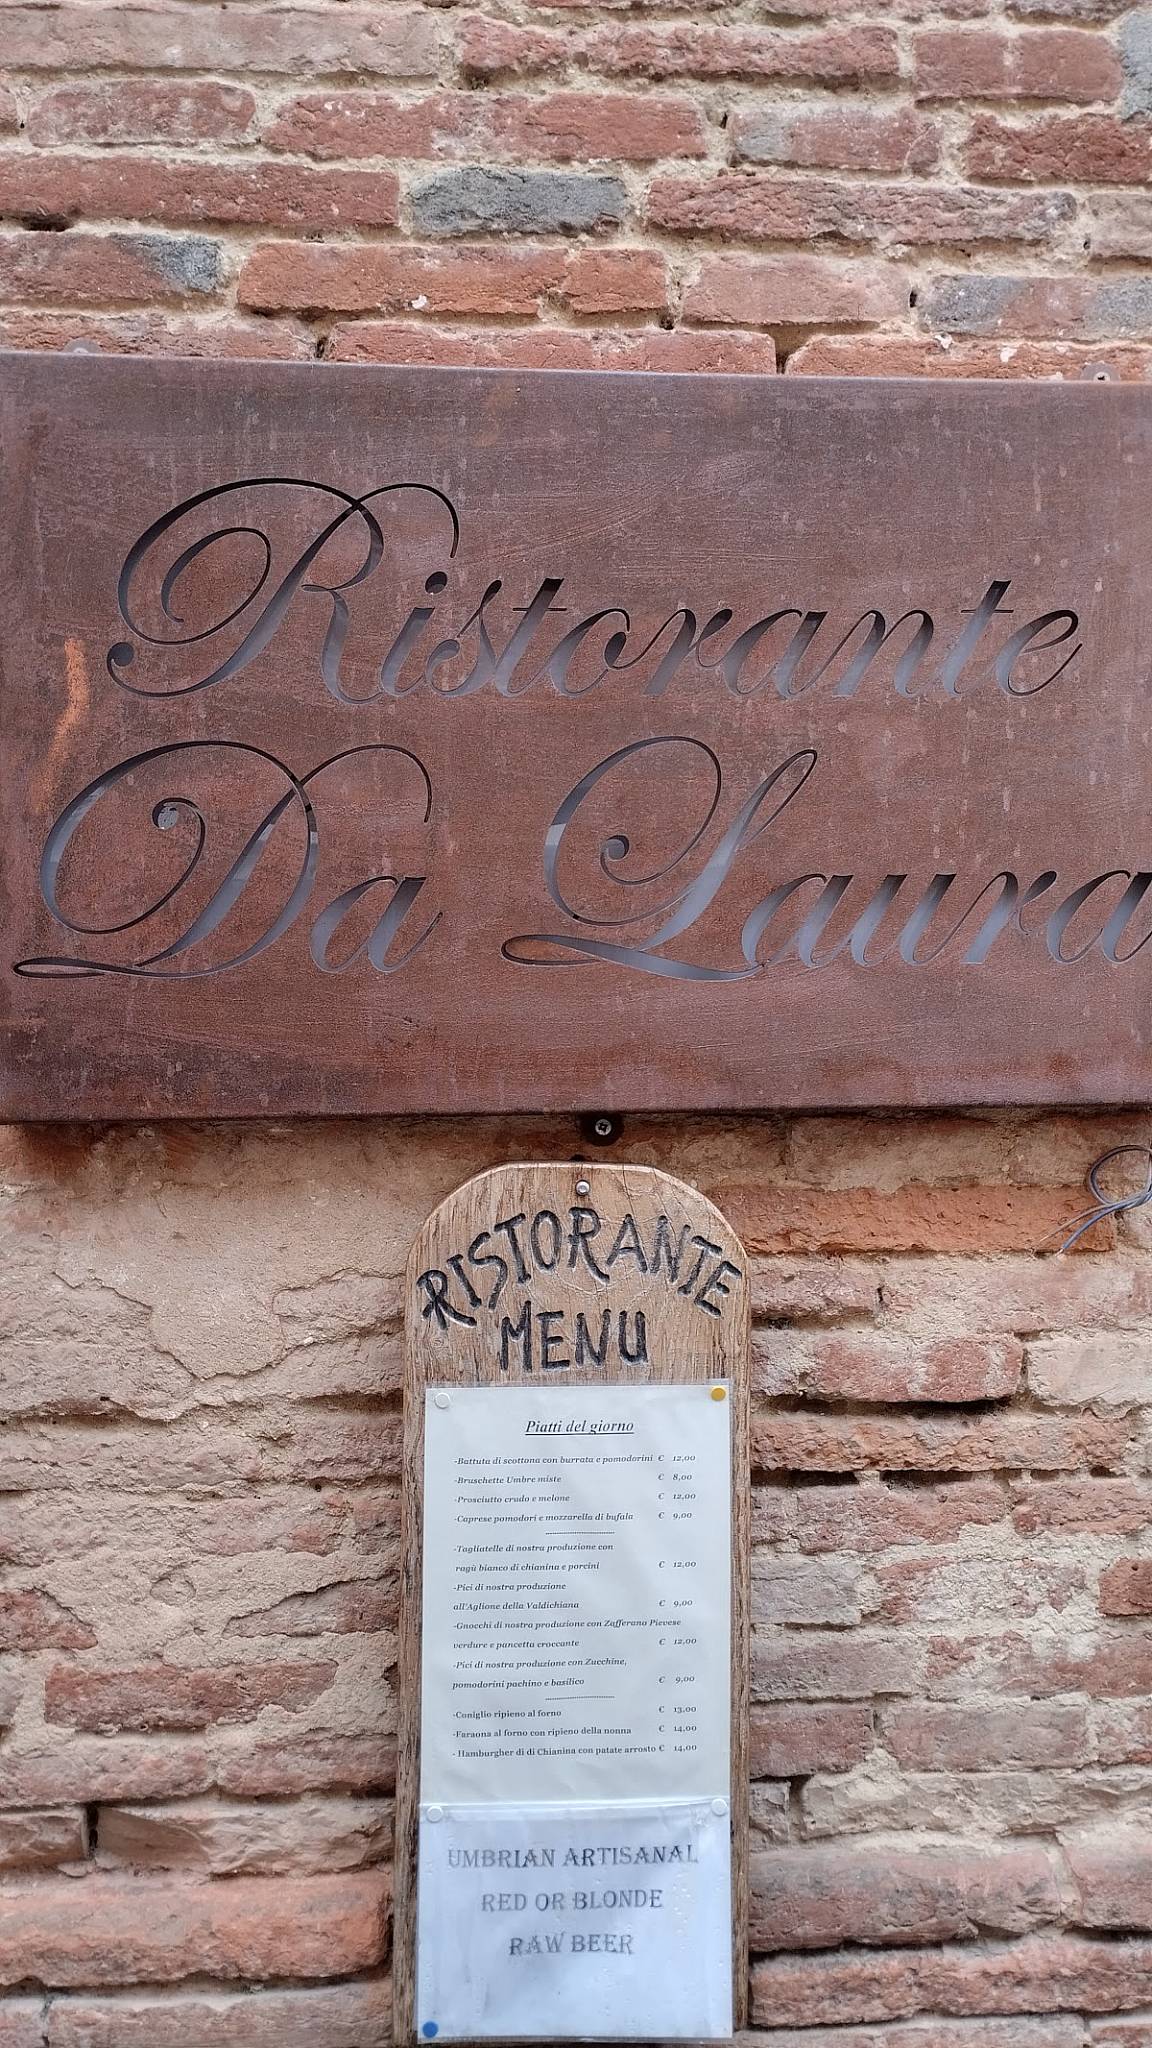 Ristorante
Da Laura
RISTORANTE
MENU
Piatti del giorno
-Battuta di scottona con burrata e pomodorini € 12,00
-Bruschette Umbre miste € 8,00
-Prosciutto crudo e melone € 12,00
-Caprese pomodori e mozzarella di bufala € 9,00
-Tagliatelle di nostra produzione con
ragù bianco di chianina e porcini € 12,00
-Pici di nostra produzione
all'Aglione della Valdichiana € 9,00
-Gnocchi di nostra produzione con Zafferano Pievese
verdure e pancetta croccante € 12,00
-Pici di nostra produzione con Zucchine,
pomodorini pachino e basilico € 9,00
-Coniglio ripieno al forno € 13,00
-Faraona al forno con ripieno della nonna € 14,00
- Hamburgher di di Chianina con patate arrosto € 14,00
UMBRIAN ARTISANAL
RED OR BLONDE
RAW BEER